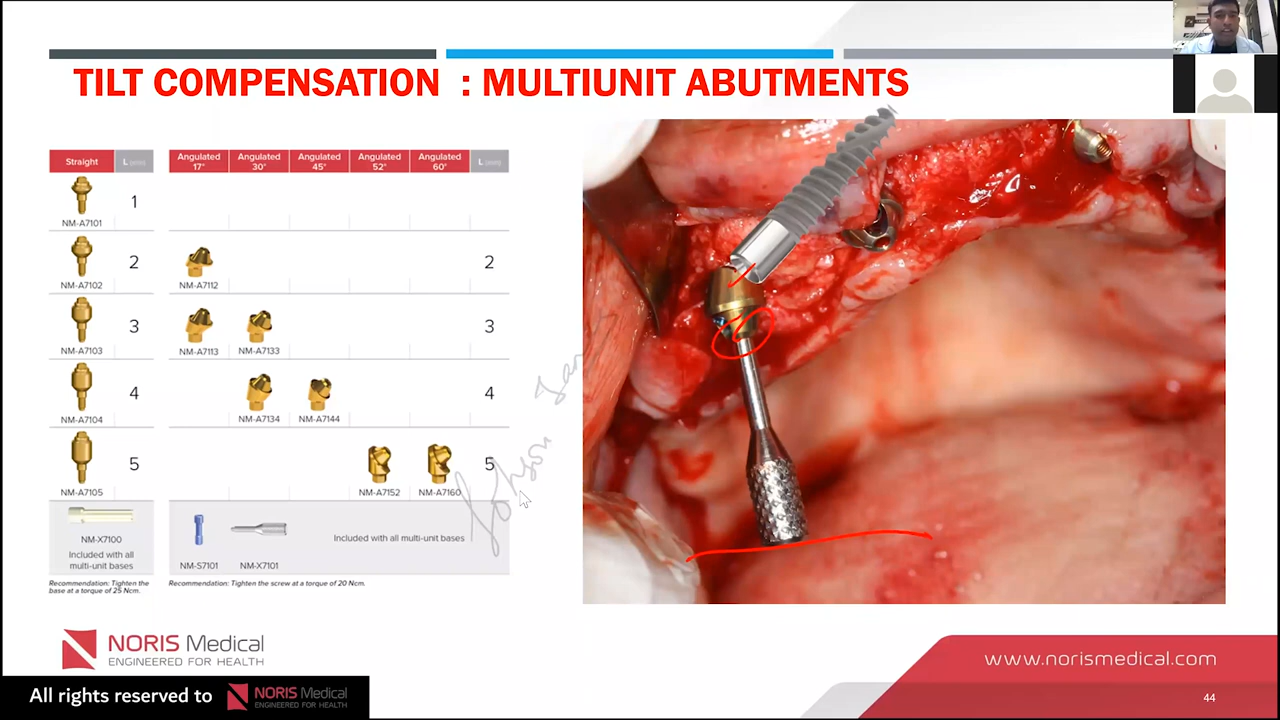 TILT COMPENSATION : MULTIUNIT ABUTMENTS
Straight L (mm) Angulated 17° Angulated 30° Angulated 45° Angulated 52° Angulated 60° L (mm)
1
NM-A7101
2 2
NM-A7102 NM-A7112
3 3
NM-A7103 NM-A7113 NM-A7133
4 4
NM-A7104 NM-A7134 NM-A7144
5 5
NM-A7105 NM-A7152 NM-A7160
NM-X7100
Included with all
multi-unit bases
Included with all multi-unit bases
NM-S7101 NM-X7101
Recommendation: Tighten the
base at a torque of 25 Ncm.
Recommendation: Tighten the screw at a torque of 20 Ncm.
NORIS Medical
ENGINEERED FOR HEALTH
www.norismedical.com
All rights reserved to NORIS Medical
ENGINEERED FOR HEALTH
44